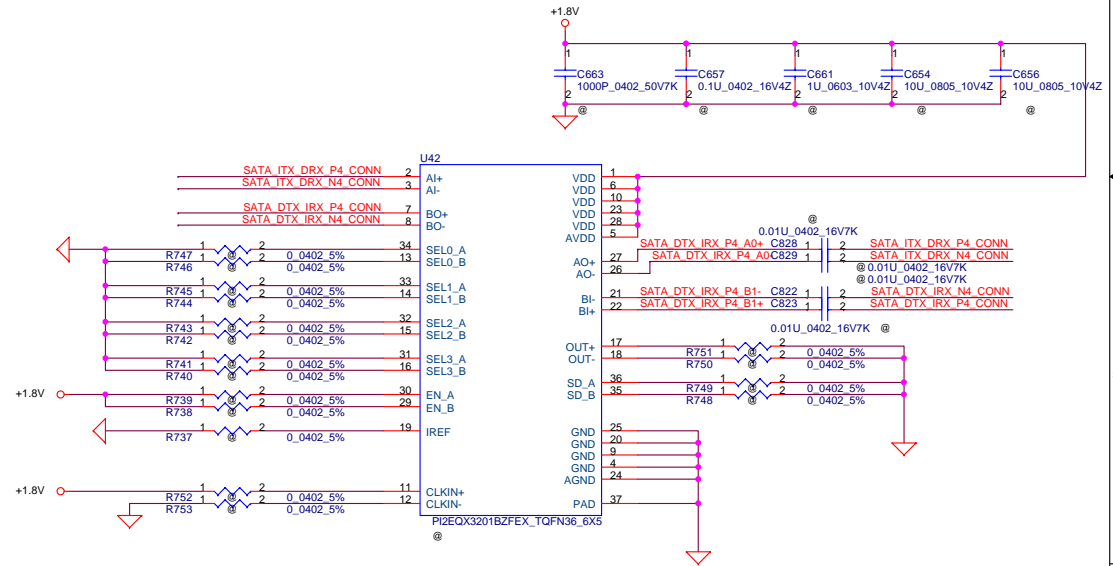 +1.8V
1 1 1 1 1
C663 C657 C661 C654 C656
1000P_0402_50V7K 0.1U_0402_16V4Z 1U_0603_10V4Z 10U_0805_10V4Z 10U_0805_10V4Z
2 2 2 2 2
@ @ @ @ @
U42
SATA_ITX_DRX_P4_CONN 2 AI+
SATA_ITX_DRX_N4_CONN 3 AI-
SATA_DTX_IRX_P4_CONN 7 BO+
SATA_DTX_IRX_N4_CONN 8 BO-
R747 1 @ 2 0_0402_5% 34 SEL0_A
R746 1 @ 2 0_0402_5% 13 SEL0_B
R745 1 @ 2 0_0402_5% 33 SEL1_A
R744 1 @ 2 0_0402_5% 14 SEL1_B
R743 1 @ 2 0_0402_5% 32 SEL2_A
R742 1 @ 2 0_0402_5% 15 SEL2_B
R741 1 @ 2 0_0402_5% 31 SEL3_A
R740 1 @ 2 0_0402_5% 16 SEL3_B
+1.8V R739 1 @ 2 0_0402_5% 30 EN_A
R738 1 @ 2 0_0402_5% 29 EN_B
R737 1 @ 2 0_0402_5% 19 IREF
+1.8V R752 1 @ 2 0_0402_5% 11 CLKIN+
R753 1 @ 2 0_0402_5% 12 CLKIN-
VDD 1
VDD 6
VDD 10
VDD 23
VDD 28
AVDD 5
@
0.01U_0402_16V7K
AO+ 27 SATA_DTX_IRX_P4_A0+ C828 1 2 SATA_ITX_DRX_P4_CONN
AO- 26 SATA_DTX_IRX_P4_A0- C829 1 2 SATA_ITX_DRX_N4_CONN
@ 0.01U_0402_16V7K
@ 0.01U_0402_16V7K
BI- 21 SATA_DTX_IRX_P4_B1- C822 1 2 SATA_DTX_IRX_N4_CONN
BI+ 22 SATA_DTX_IRX_P4_B1+ C823 1 2 SATA_DTX_IRX_P4_CONN
0.01U_0402_16V7K @
OUT+ 17 R751 1 @ 2 0_0402_5%
OUT- 18 R750 1 @ 2 0_0402_5%
SD_A 36 R749 1 @ 2 0_0402_5%
SD_B 35 R748 1 @ 2 0_0402_5%
GND 25
GND 20
GND 9
GND 4
AGND 24
PAD 37
PI2EQX3201BZFEX_TQFN36_6X5
@